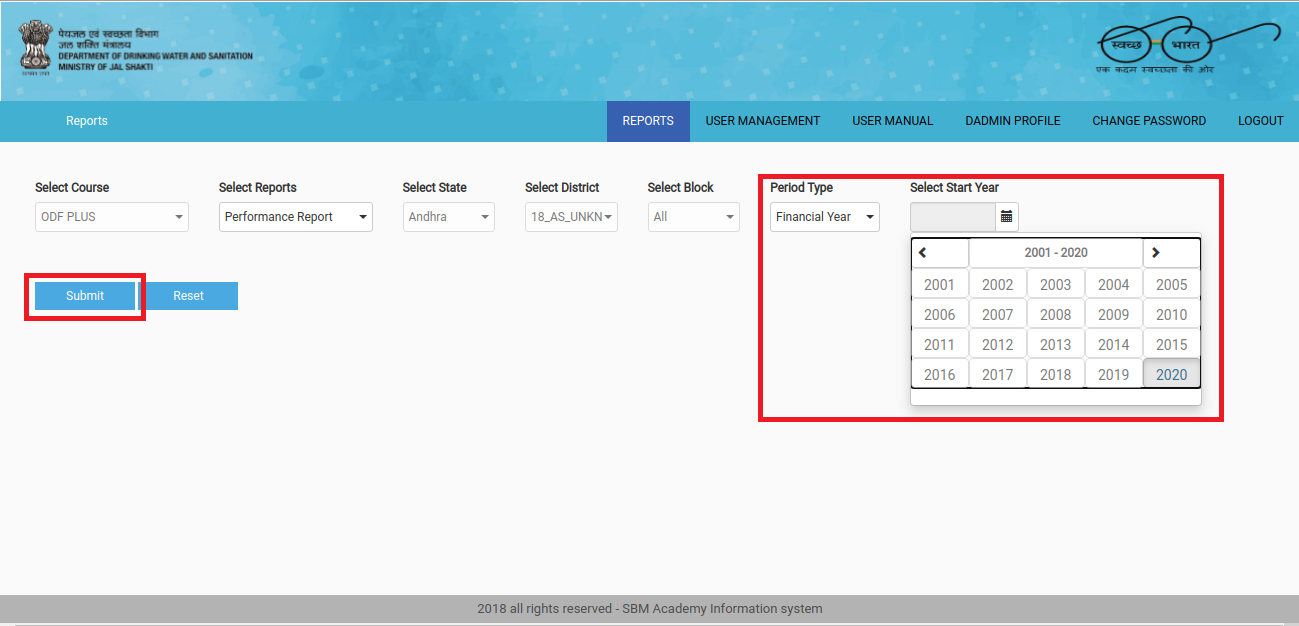 पेयजल एवं स्वच्छता विभाग
जल शक्ति मंत्रालय
DEPARTMENT OF DRINKING WATER AND SANITATION
MINISTRY OF JAL SHAKTI
स्वच्छ भारत
एक कदम स्वच्छता की ओर
Reports
REPORTS USER MANAGEMENT USER MANUAL DADMIN PROFILE CHANGE PASSWORD LOGOUT
Select Course Select Reports Select State Select District Select Block Period Type Select Start Year
ODF PLUS Performance Report Andhra 18_AS_UNKN All Financial Year
2001 - 2020
2001 2002 2003 2004 2005
2006 2007 2008 2009 2010
2011 2012 2013 2014 2015
2016 2017 2018 2019 2020
Submit Reset
2018 all rights reserved - SBM Academy Information system